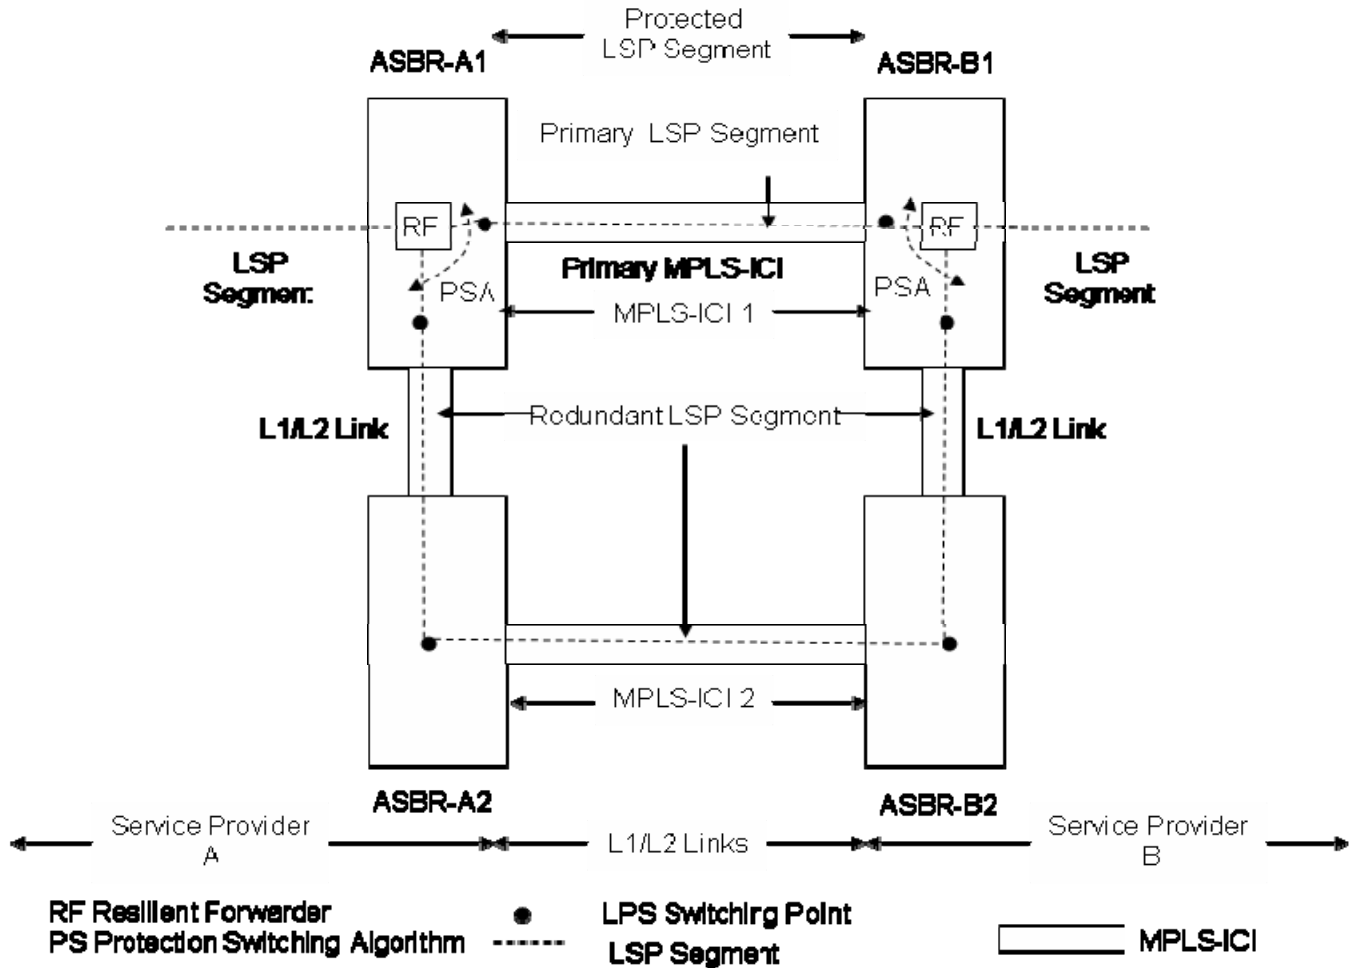 Protected
LSP Segment
ASBR-A1
ASBR-B1
Primary LSP Segment
RF
RF
LSP
Segment
PSA
Primary MPLS-ICI
PSA
LSP
Segment
MPLS-ICI 1
Redundant LSP Segment
L1/L2 Link
L1/L2 Link
MPLS-ICI 2
ASBR-A2
ASBR-B2
Service Provider
A
L1/L2 Links
Service Provider
B
RF Resilient Forwarder
PS Protection Switching Algorithm
LPS Switching Point
LSP Segment
MPLS-ICI